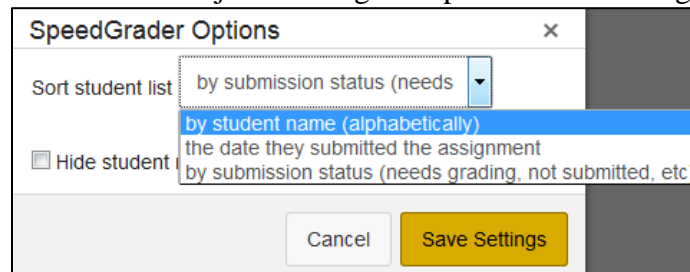 SpeedGrader Options ×
Sort student list by submission status (needs
by student name (alphabetically)
the date they submitted the assignment
Hide student
by submission status (needs grading, not submitted, etc
Cancel Save Settings